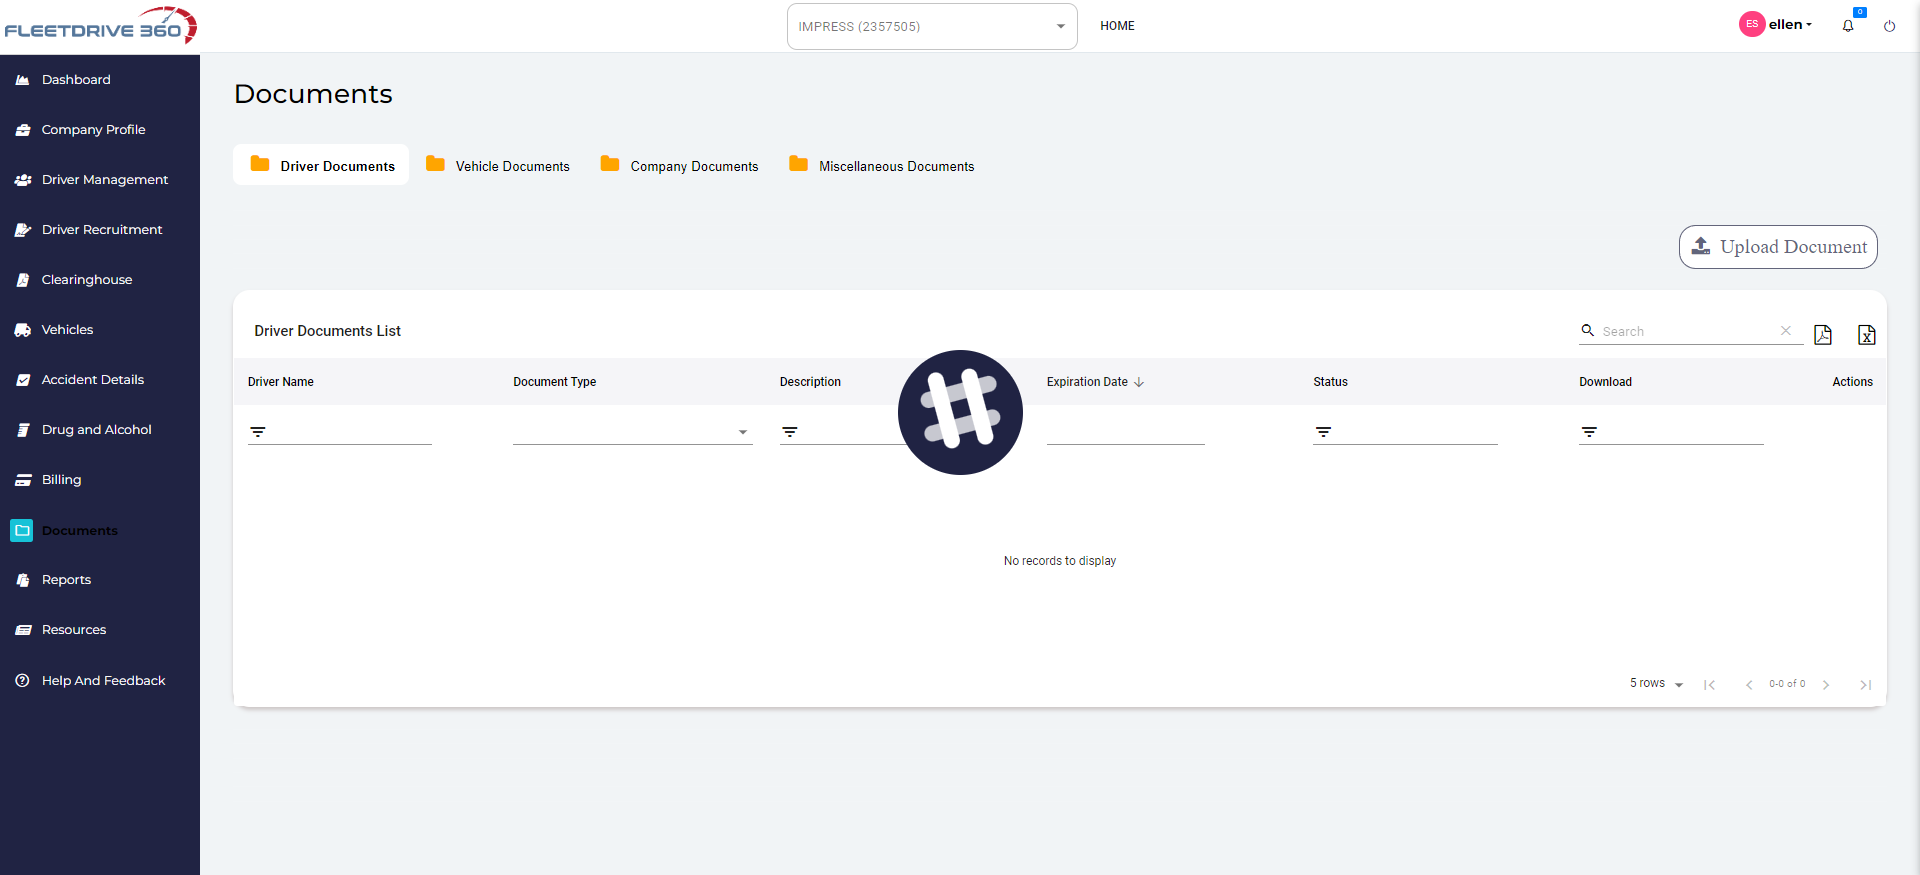 FLEETDRIVE 360
IMPRESS (2357505)
HOME
ES
ellen
0
Dashboard
Company Profile
Driver Management
Driver Recruitment
Clearinghouse
Vehicles
Accident Details
Drug and Alcohol
Billing
Documents
Reports
Resources
Help And Feedback
Documents
Driver Documents
Vehicle Documents
Company Documents
Miscellaneous Documents
Upload Document
Driver Documents List
Search
Driver Name
Document Type
Description
Expiration Date
Status
Download
Actions
No records to display
5 rows
0-0 of 0